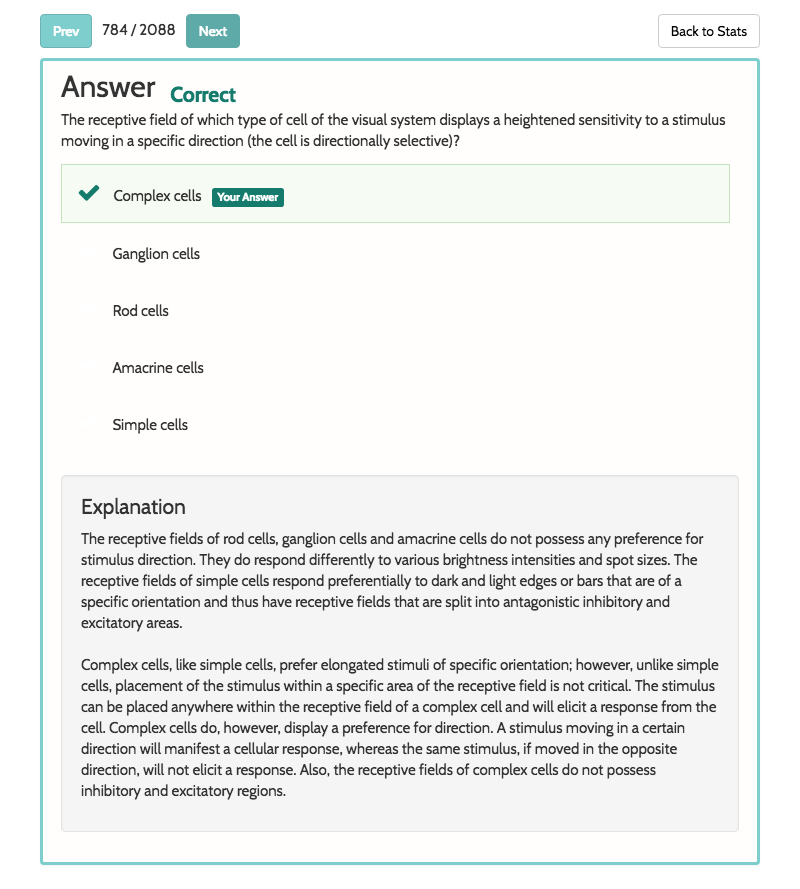 Prev 784 / 2088 Next Back to Stats
Answer Correct
The receptive field of which type of cell of the visual system displays a heightened sensitivity to a stimulus
moving in a specific direction (the cell is directionally selective)?
Complex cells Your Answer
Ganglion cells
Rod cells
Amacrine cells
Simple cells
Explanation
The receptive fields of rod cells, ganglion cells and amacrine cells do not possess any preference for
stimulus direction. They do respond differently to various brightness intensities and spot sizes. The
receptive fields of simple cells respond preferentially to dark and light edges or bars that are of a
specific orientation and thus have receptive fields that are split into antagonistic inhibitory and
excitatory areas.
Complex cells, like simple cells, prefer elongated stimuli of specific orientation; however, unlike simple
cells, placement of the stimulus within a specific area of the receptive field is not critical. The stimulus
can be placed anywhere within the receptive field of a complex cell and will elicit a response from the
cell. Complex cells do, however, display a preference for direction. A stimulus moving in a certain
direction will manifest a cellular response, whereas the same stimulus, if moved in the opposite
direction, will not elicit a response. Also, the receptive fields of complex cells do not possess
inhibitory and excitatory regions.